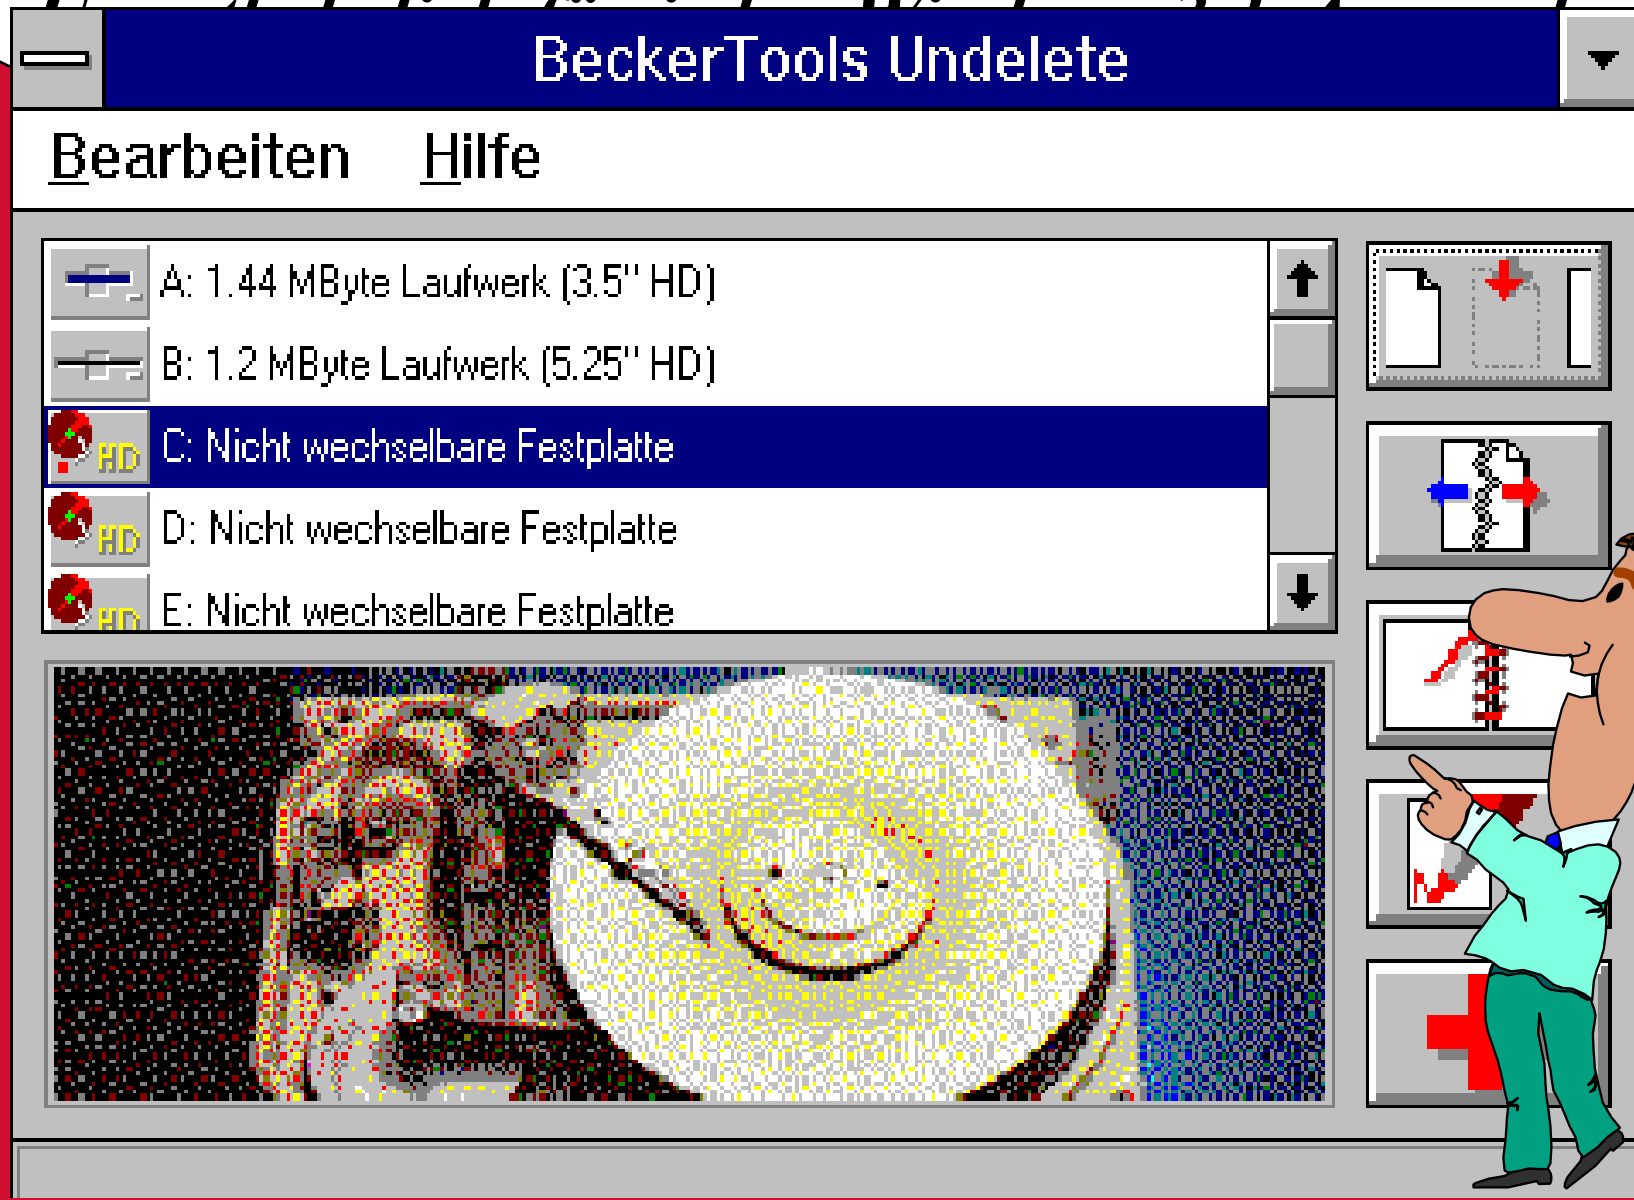 BeckerTools Undelete
Bearbeiten Hilfe
A: 1.44 MByte Laufwerk (3.5'' HD)
B: 1.2 MByte Laufwerk (5.25'' HD)
HD C: Nicht wechselbare Festplatte
HD D: Nicht wechselbare Festplatte
HD E: Nicht wechselbare Festplatte